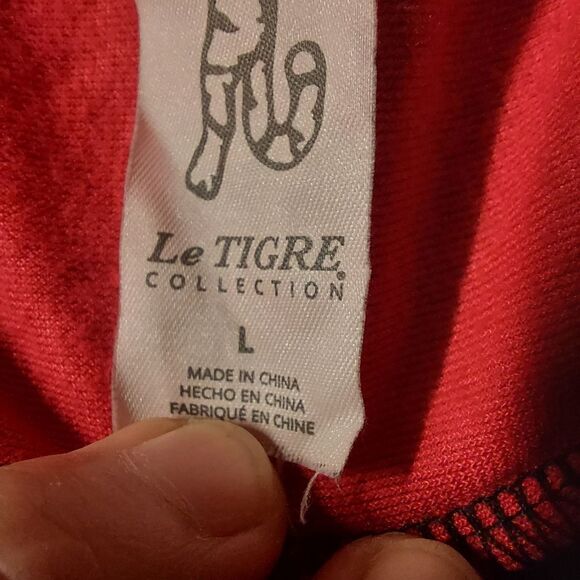 Le TIGRE®
COLLECTION
L
MADE IN CHINA
HECHO EN CHINA
FABRIQUÉ EN CHINE